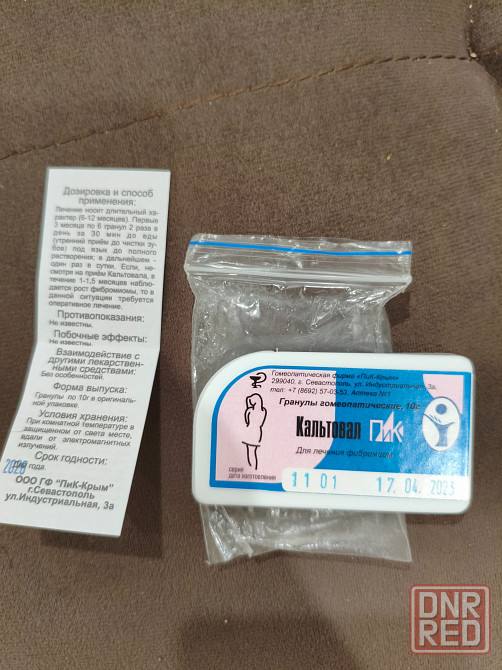 Дозировка и способ
применения:
Лечение носит длительный ха-
рактер (6-12 месяцев). Первые
3 месяца по 6 гранул 2 раза в
день за 30 мин до еды
(утренний приём до чистки зу-
бов) под язык до полного
растворения; в дальнейшем -
один раз в сутки. Если, не-
смотря на приём Кальтовала, в
течение 1-1,5 месяцев наблю-
дается рост фибромиомы, то в
данной ситуации требуется
оперативное лечение.
Противопоказания:
Не известны.
Побочные эффекты:
Не известны.
Взаимодействие с
другими лекарствен-
ными средствами:
Без особенностей.
Форма выпуска:
Гранулы по 10 г в оригиналь-
ной упаковке.
Условия хранения:
При комнатной температуре в
защищенном от света месте,
вдали от электромагнитных
излучений.
Срок годности:
года.
ООО ГФ "ПиК-Крым"
г.Севастополь
ул.Индустриальная, 3а
Гомеопатическая фирма «ПиК-Крым»
299040, г. Севастополь, ул. Индустриальная, 3а,
тел: +7 (8692) 57-03-53, Аптека №1
Гранулы гомеопатические, 10г
Кальтовал ПиК
Для лечения фибромиом
серия
дата изготовления
11 01 17. 04. 2023
DNR
RED